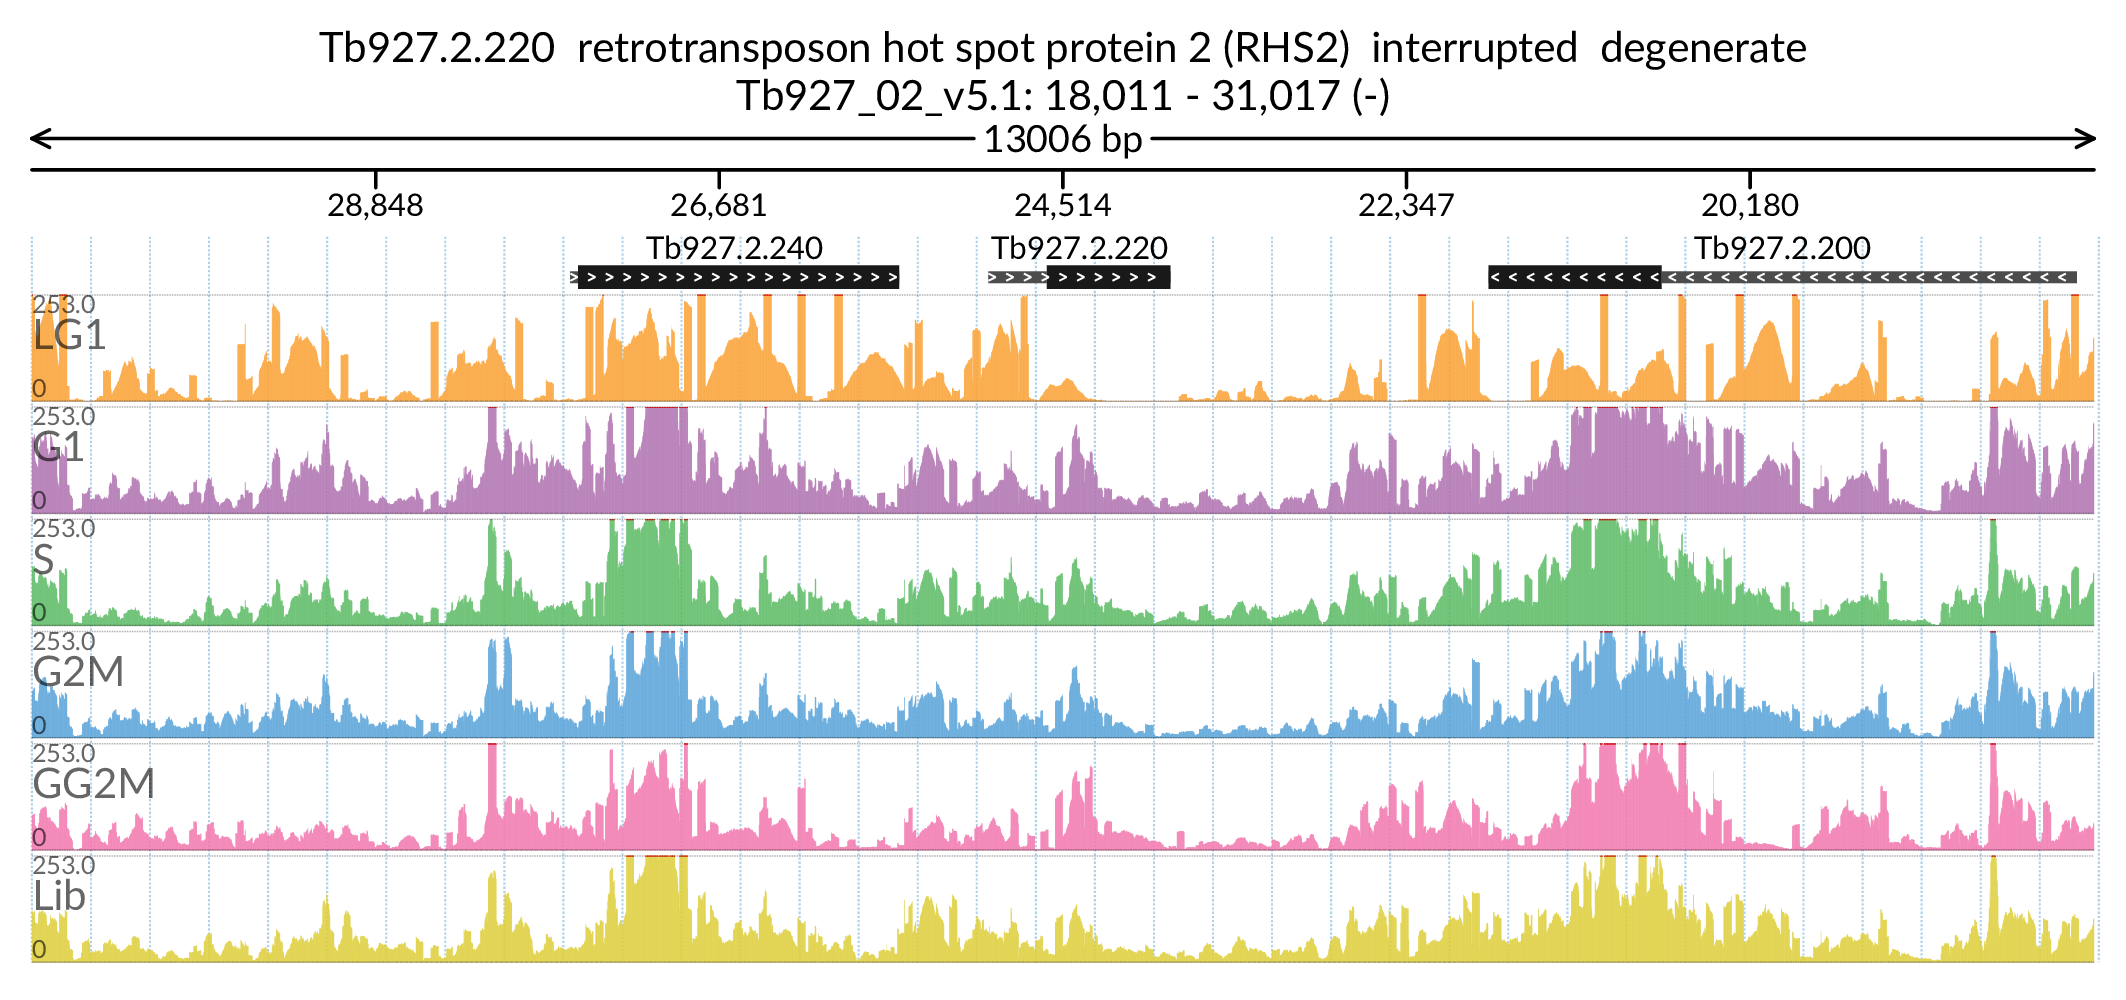 Tb927.2.220 retrotransposon hot spot protein 2 (RHS2) interrupted degenerate
Tb927_02_v5.1: 18,011 - 31,017 (-)
13006 bp
28,848 26,681 24,514 22,347 20,180
Tb927.2.240 Tb927.2.220 Tb927.2.200
253.0
LG1
0
253.0
G1
0
253.0
S
0
253.0
G2M
0
253.0
GG2M
0
253.0
Lib
0